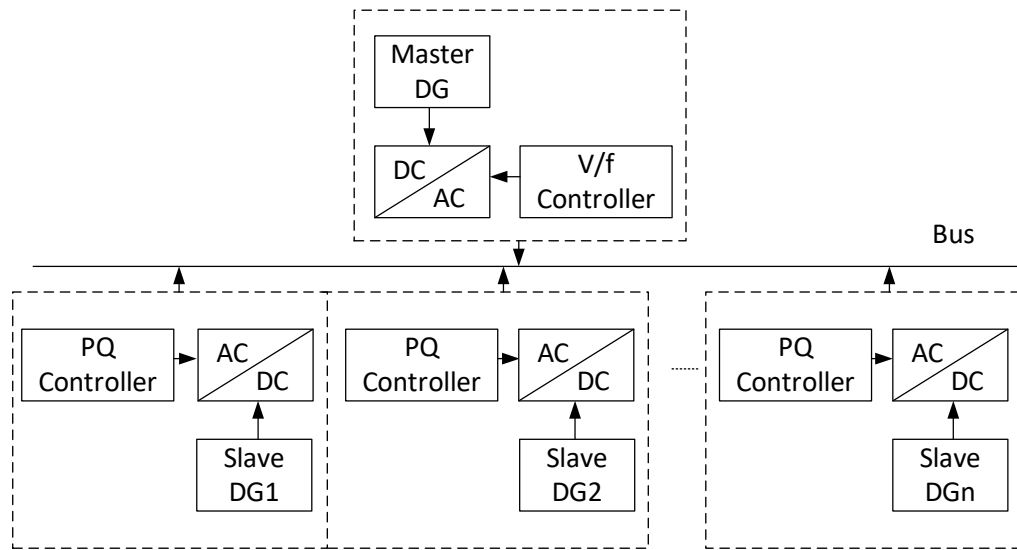 Master
DG
DC
AC
V/f
Controller
Bus
PQ
Controller
AC
DC
Slave
DG1
PQ
Controller
AC
DC
Slave
DG2
PQ
Controller
AC
DC
Slave
DGn